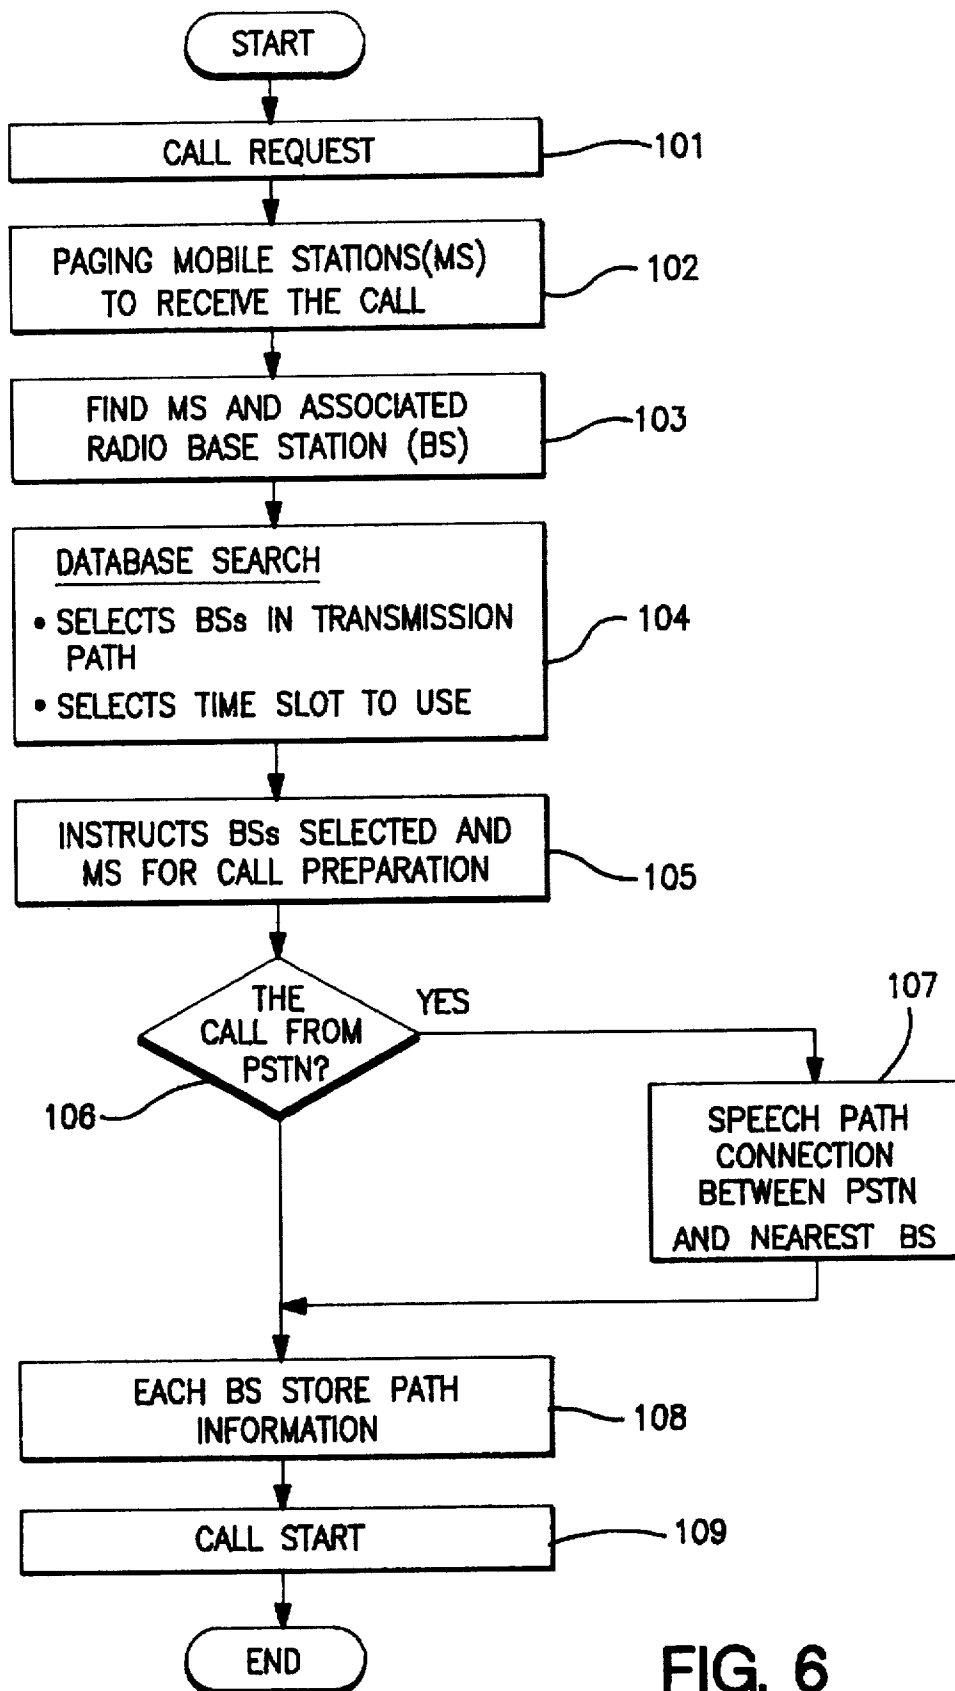 START
CALL REQUEST
101
PAGING MOBILE STATIONS(MS)
TO RECEIVE THE CALL
102
FIND MS AND ASSOCIATED
RADIO BASE STATION (BS)
103
DATABASE SEARCH
• SELECTS BSs IN TRANSMISSION
PATH
• SELECTS TIME SLOT TO USE
104
INSTRUCTS BSs SELECTED AND
MS FOR CALL PREPARATION
105
THE
CALL FROM
PSTN?
YES
106
107
SPEECH PATH
CONNECTION
BETWEEN PSTN
AND NEAREST BS
EACH BS STORE PATH
INFORMATION
108
CALL START
109
END
FIG. 6